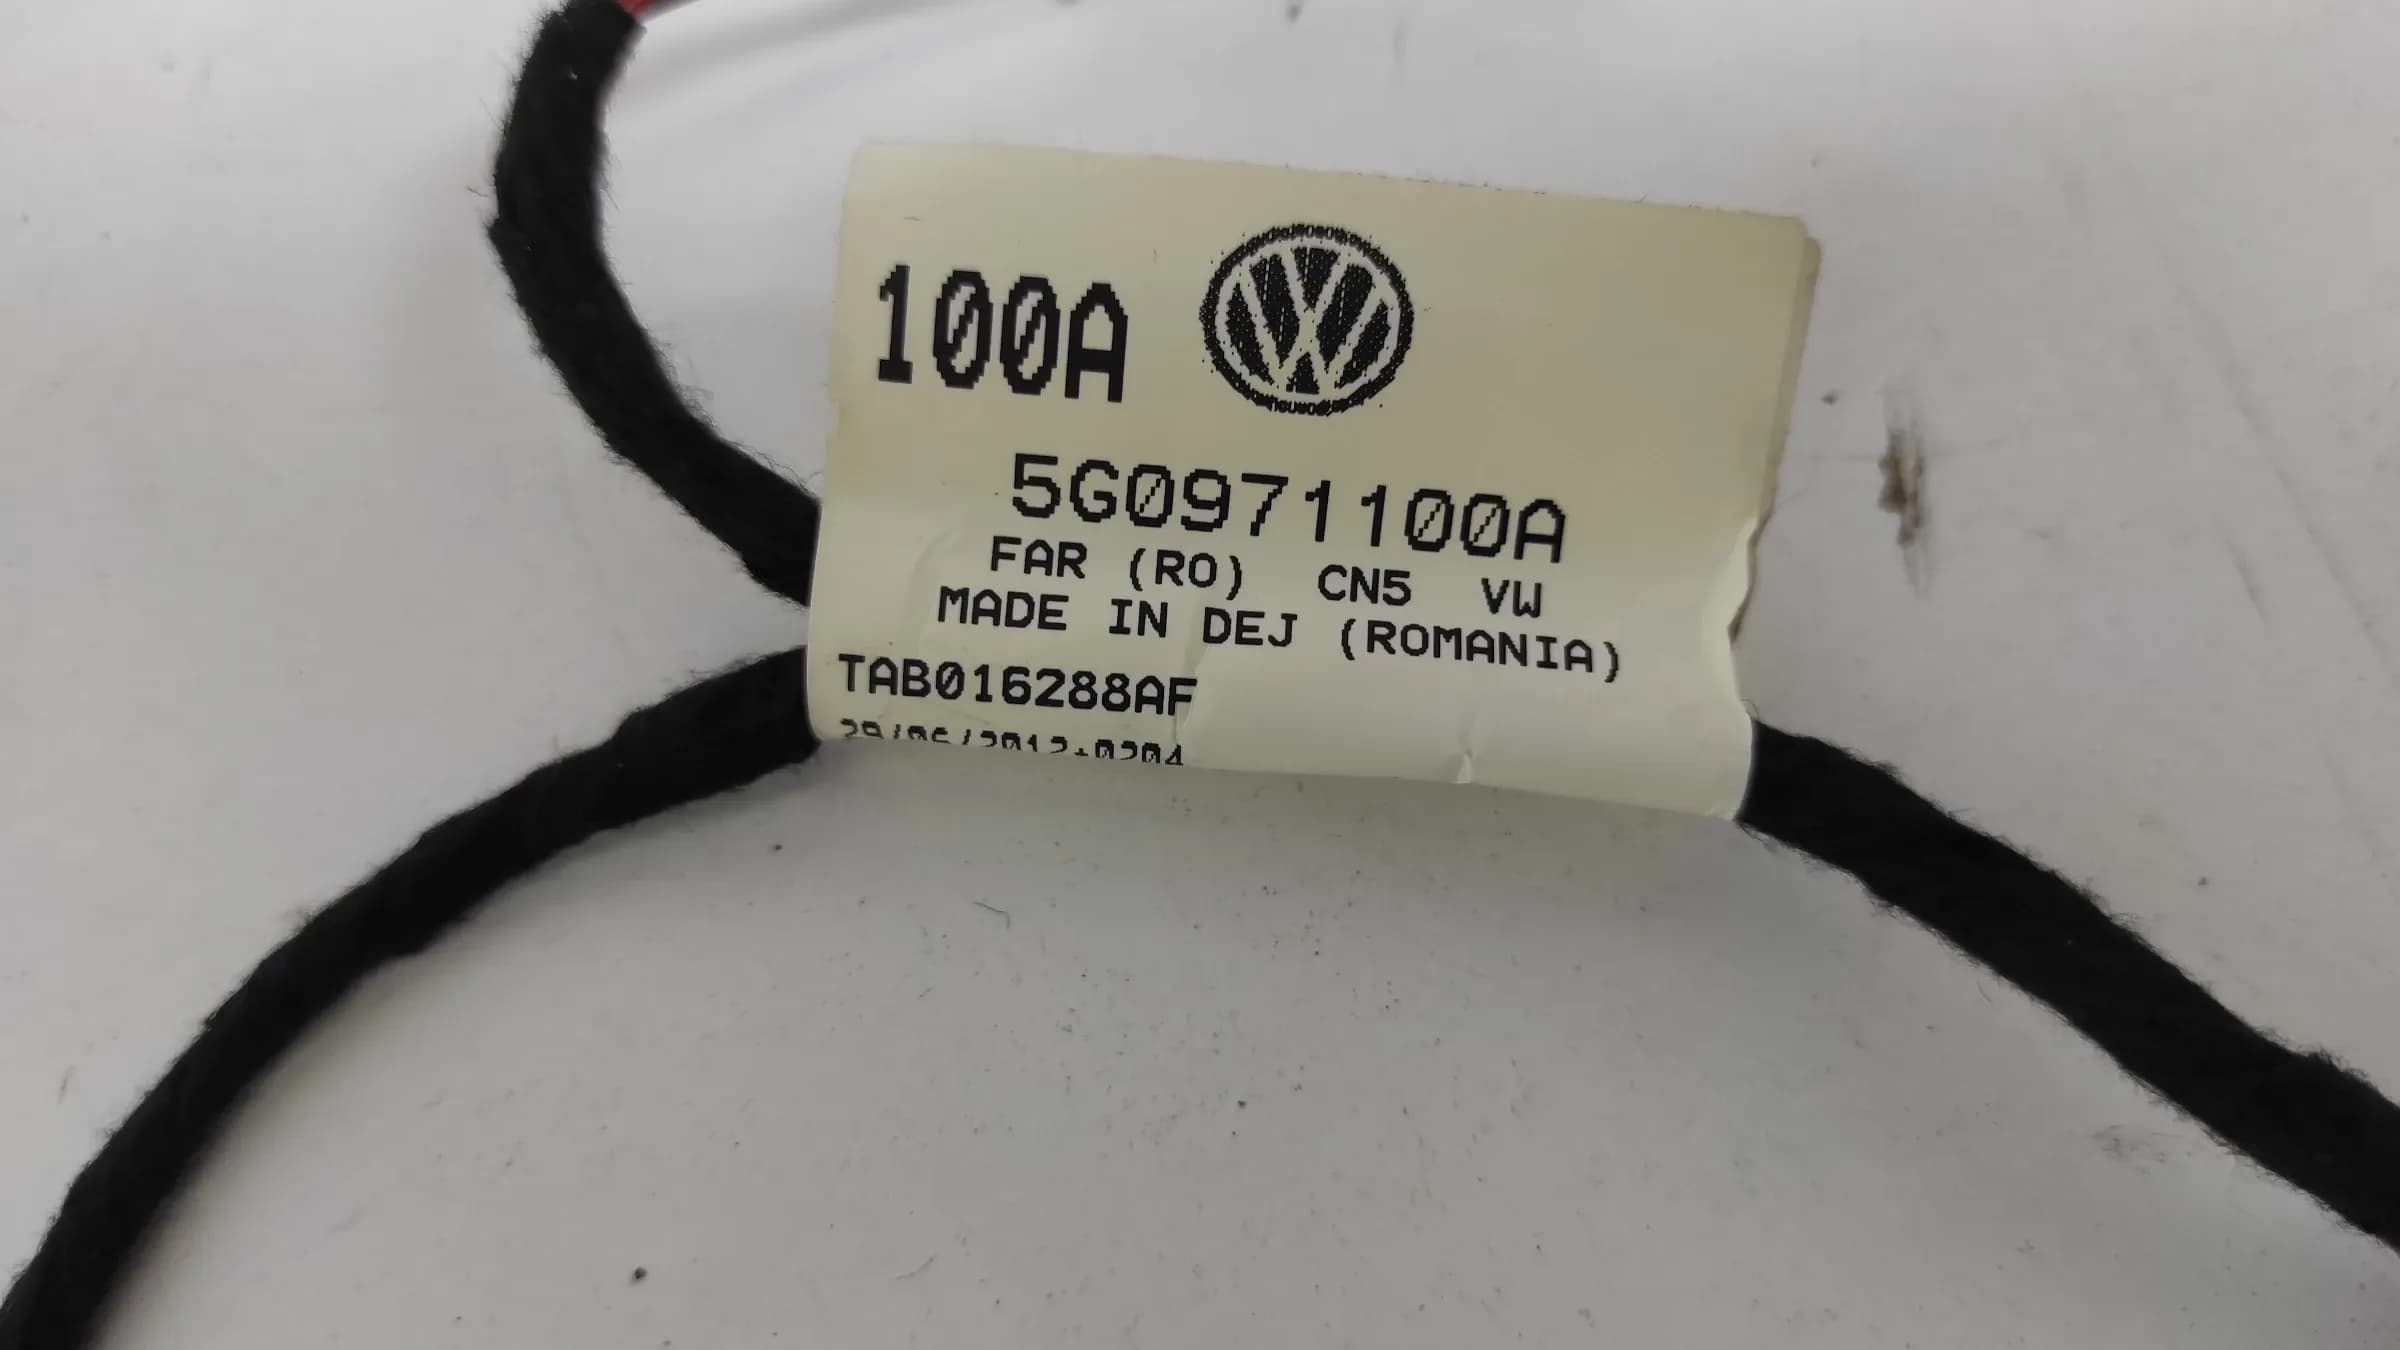 100A
5G0971100A
FAR (RO) CN5 VW
MADE IN DEJ (ROMANIA)
TAB016288AF